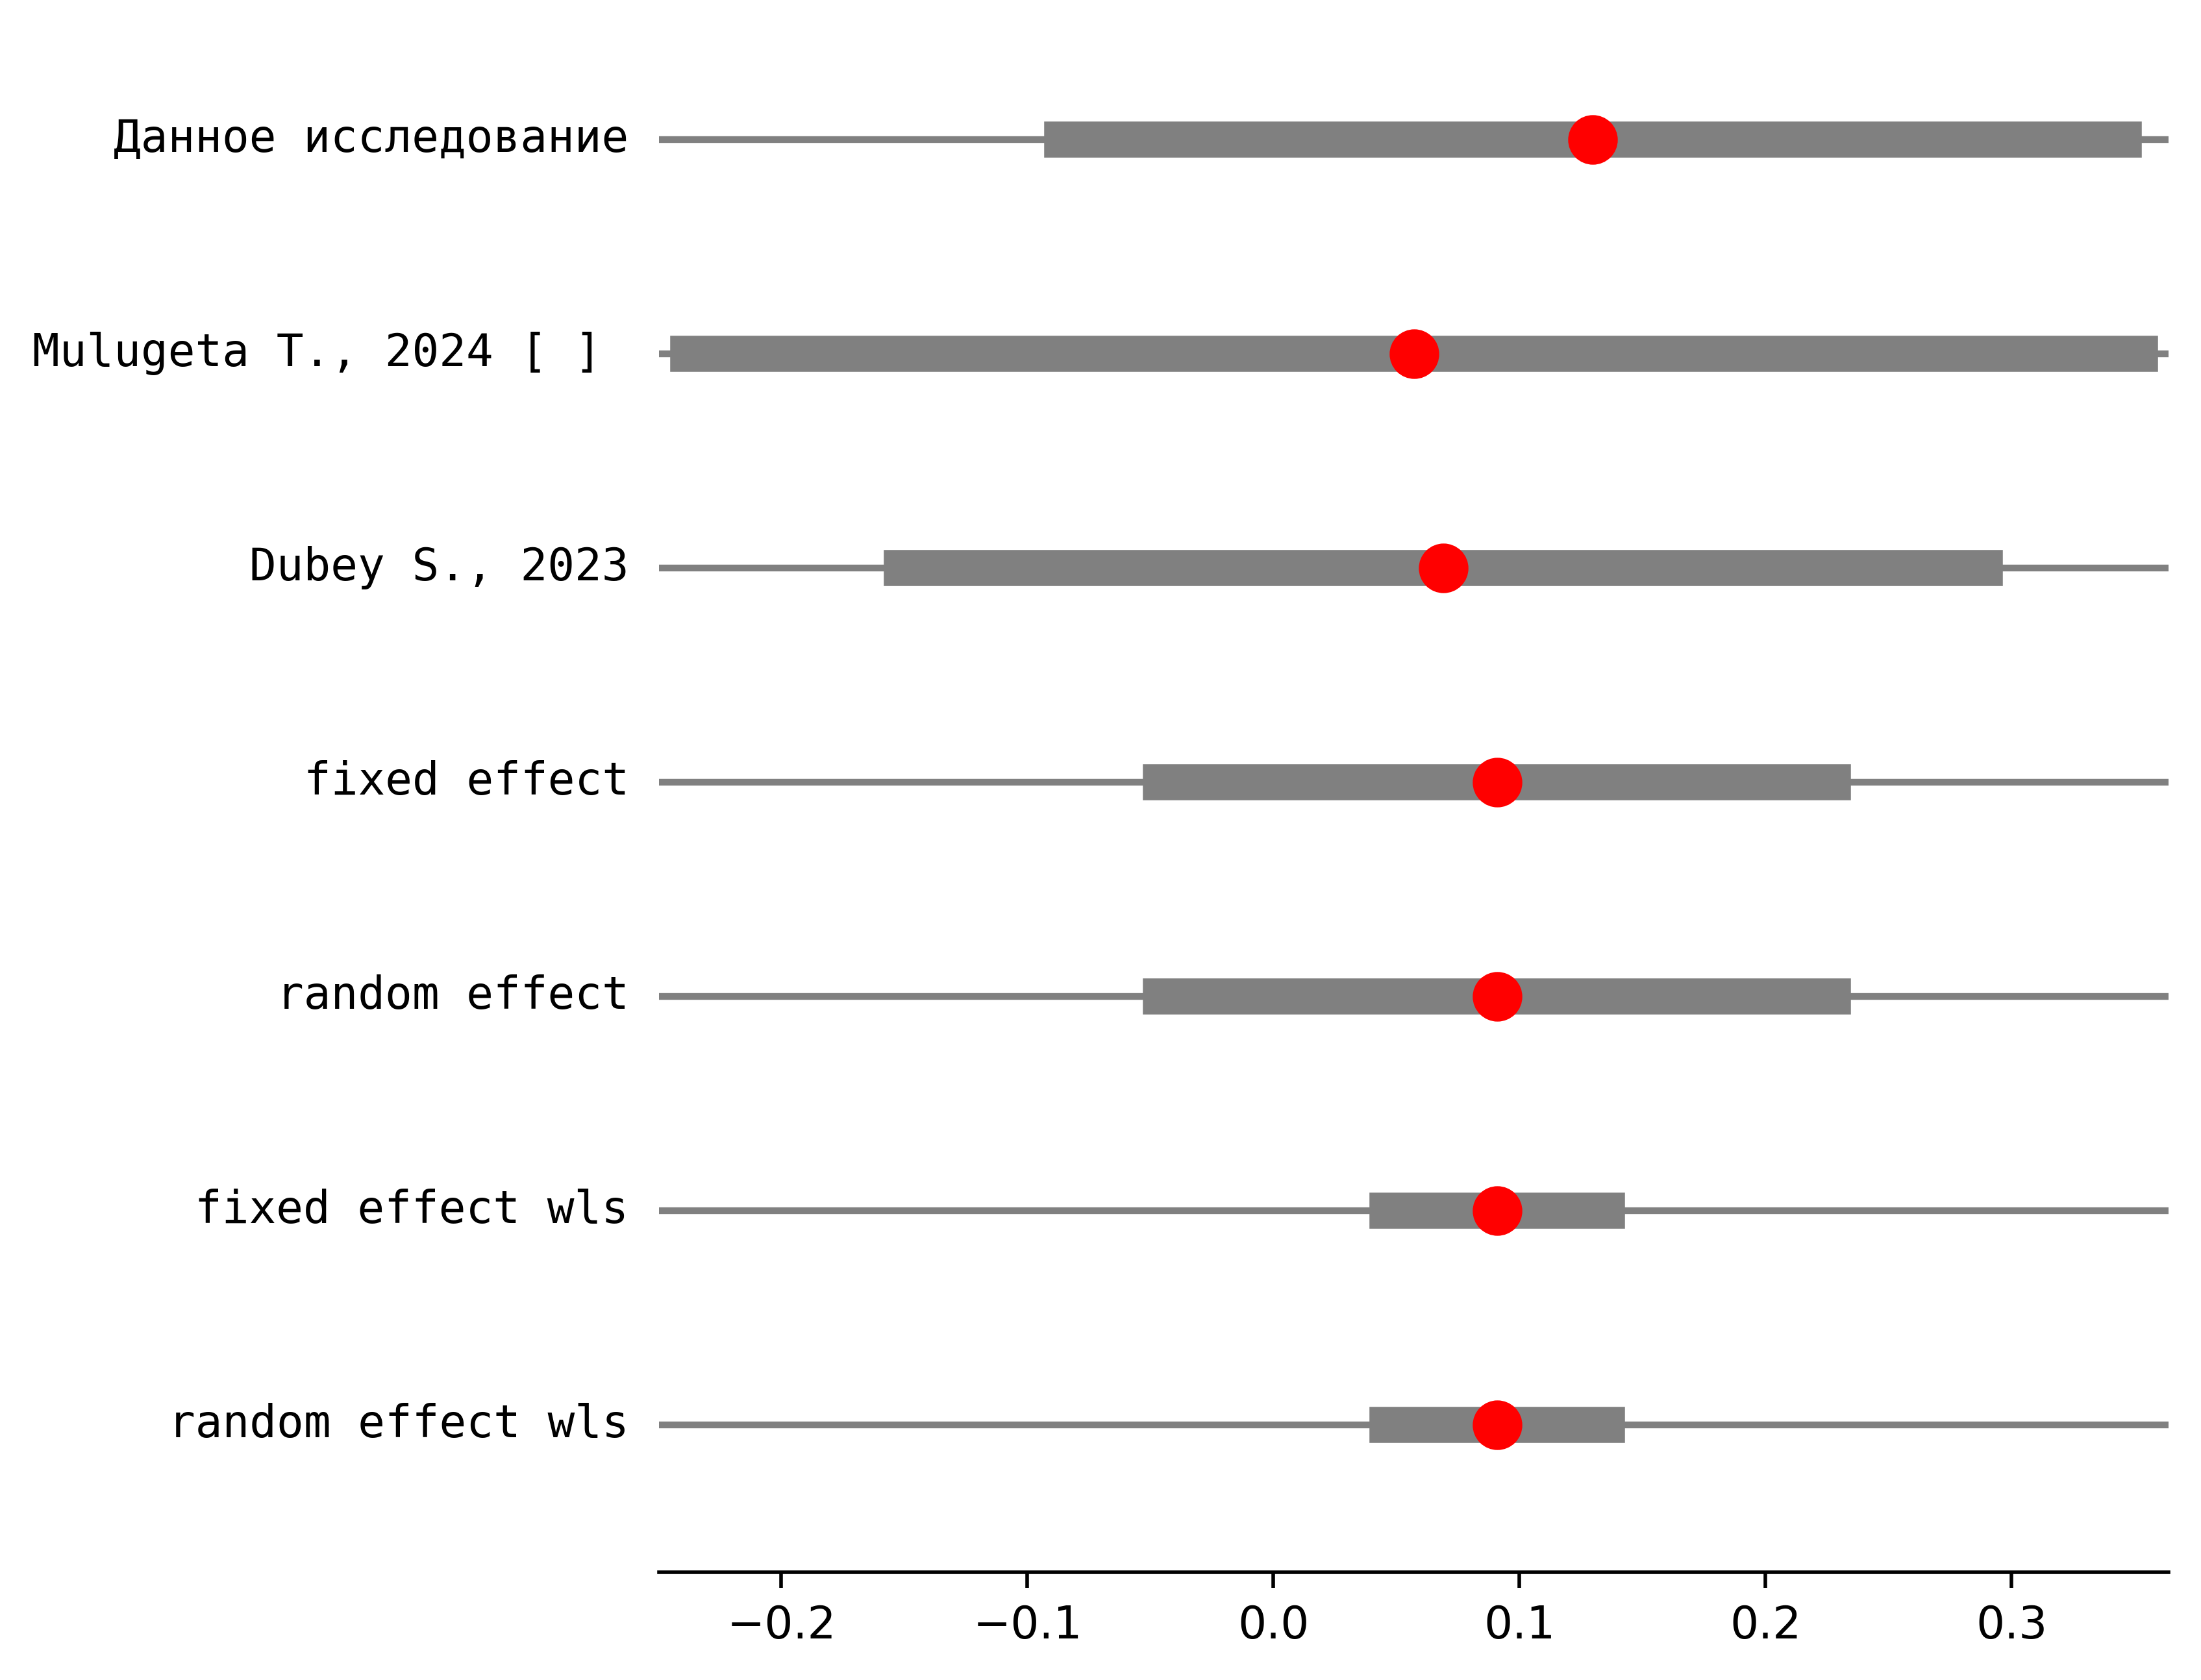 Данное исследование
Mulugeta T., 2024 [ ]
Dubey S., 2023
fixed effect
random effect
fixed effect wls
random effect wls
−0.2 −0.1 0.0 0.1 0.2 0.3